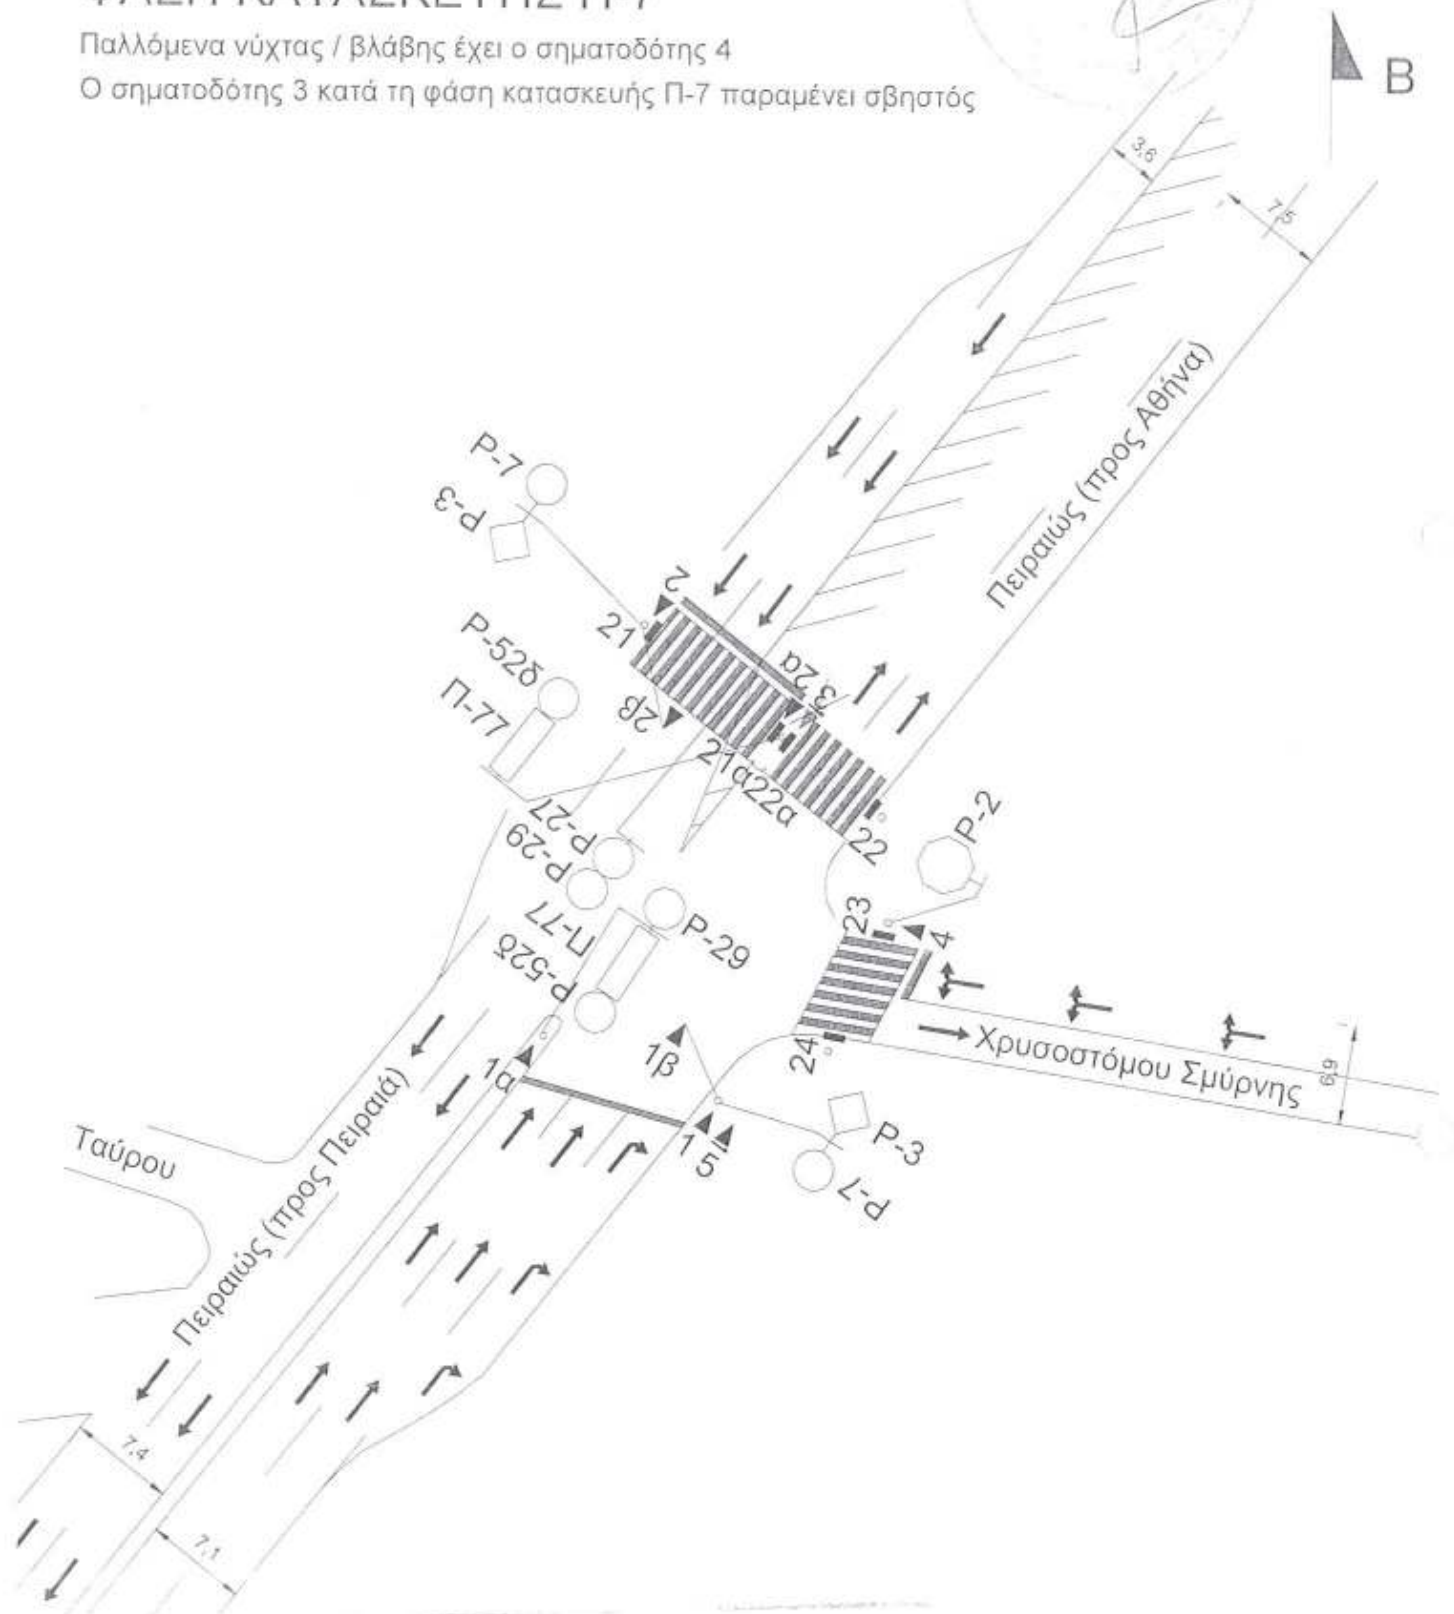 ΦΑΣΗ ΚΑΤΑΣΚΕΥΗΣ Π-7
Παλλόμενα νύχτας / βλάβης έχει ο σηματοδότης 4
Ο σηματοδότης 3 κατά τη φάση κατασκευής Π-7 παραμένει σβηστός
Β
3,6
7,5
Πειραιώς (προς Αθήνα)
Ρ-7
Ρ-3
2
21
Ρ-52δ
Π-77
2α
3
2β
21α
22α
22
Ρ-27
Ρ-29
Ρ-2
Π-77
Ρ-29
23
4
Ρ-52δ
1β
24
Χρυσοστόμου Σμύρνης
6,9
1α
1
5
Ρ-3
Ρ-7
Ταύρου
Πειραιώς (προς Πειραιά)
7,4
7,1